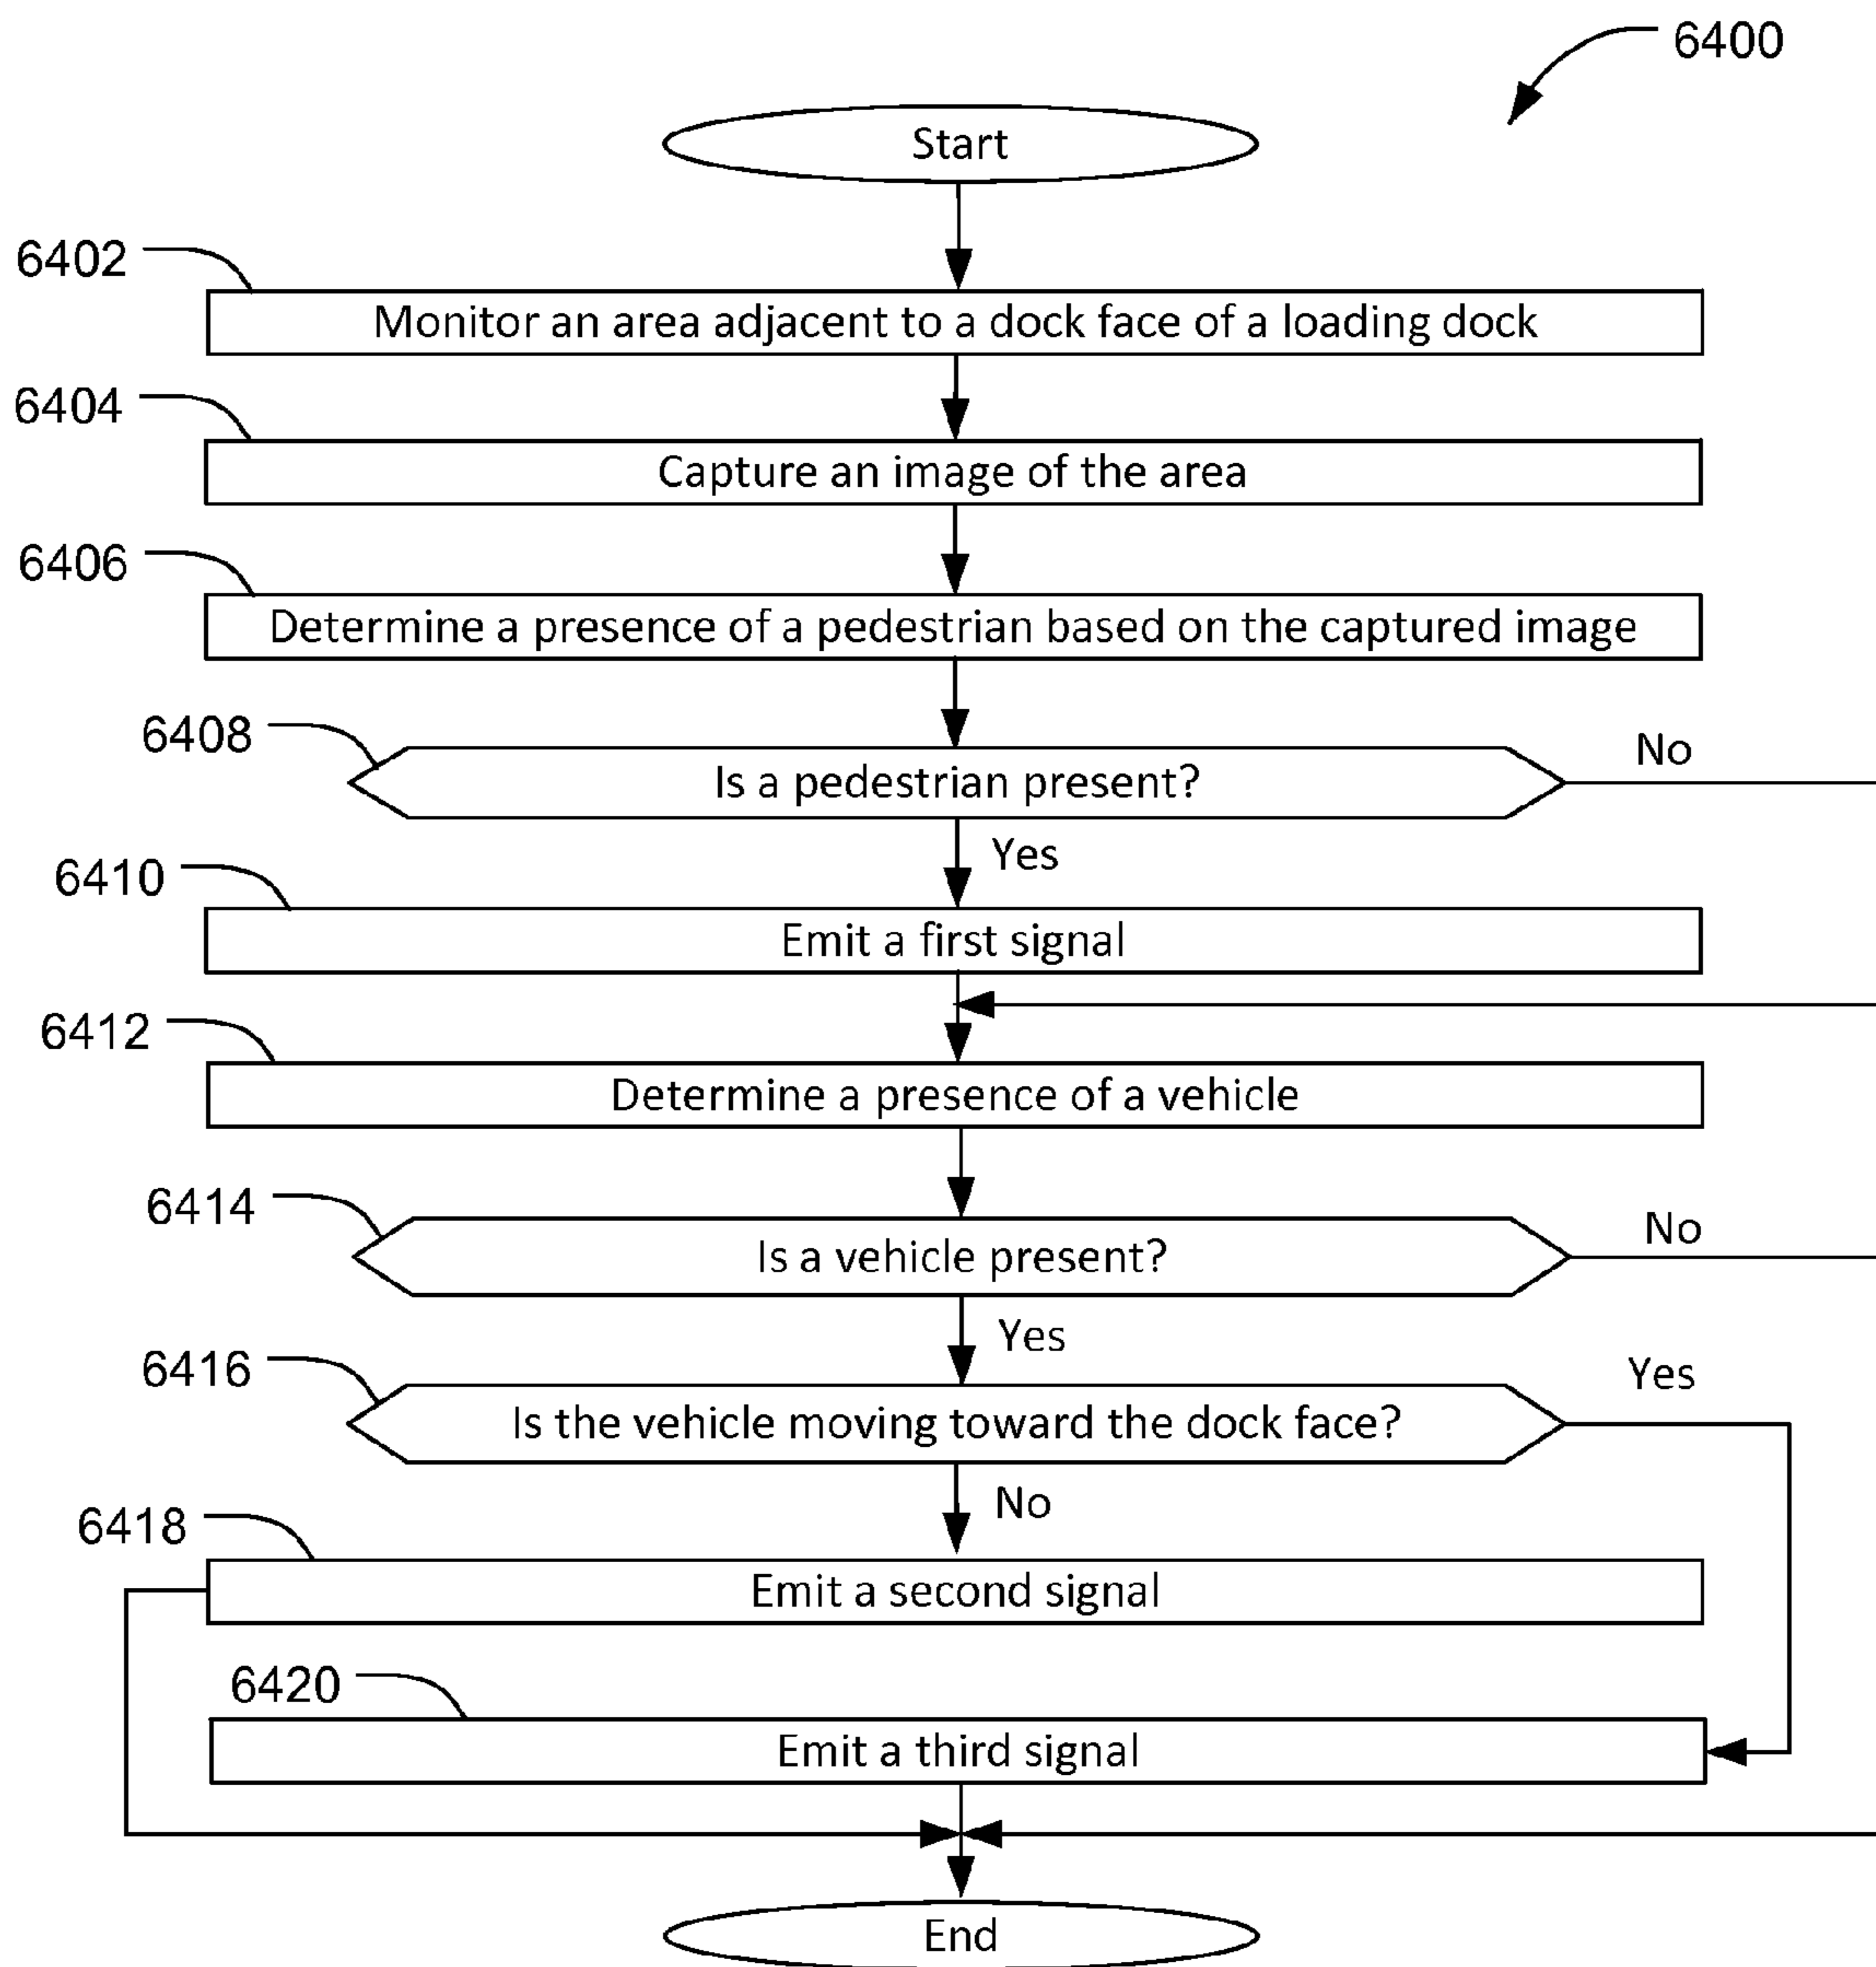 6400
Start
6402
Monitor an area adjacent to a dock face of a loading dock
6404
Capture an image of the area
6406
Determine a presence of a pedestrian based on the captured image
6408
Is a pedestrian present?
No
Yes
6410
Emit a first signal
6412
Determine a presence of a vehicle
6414
Is a vehicle present?
No
Yes
6416
Is the vehicle moving toward the dock face?
Yes
No
6418
Emit a second signal
6420
Emit a third signal
End